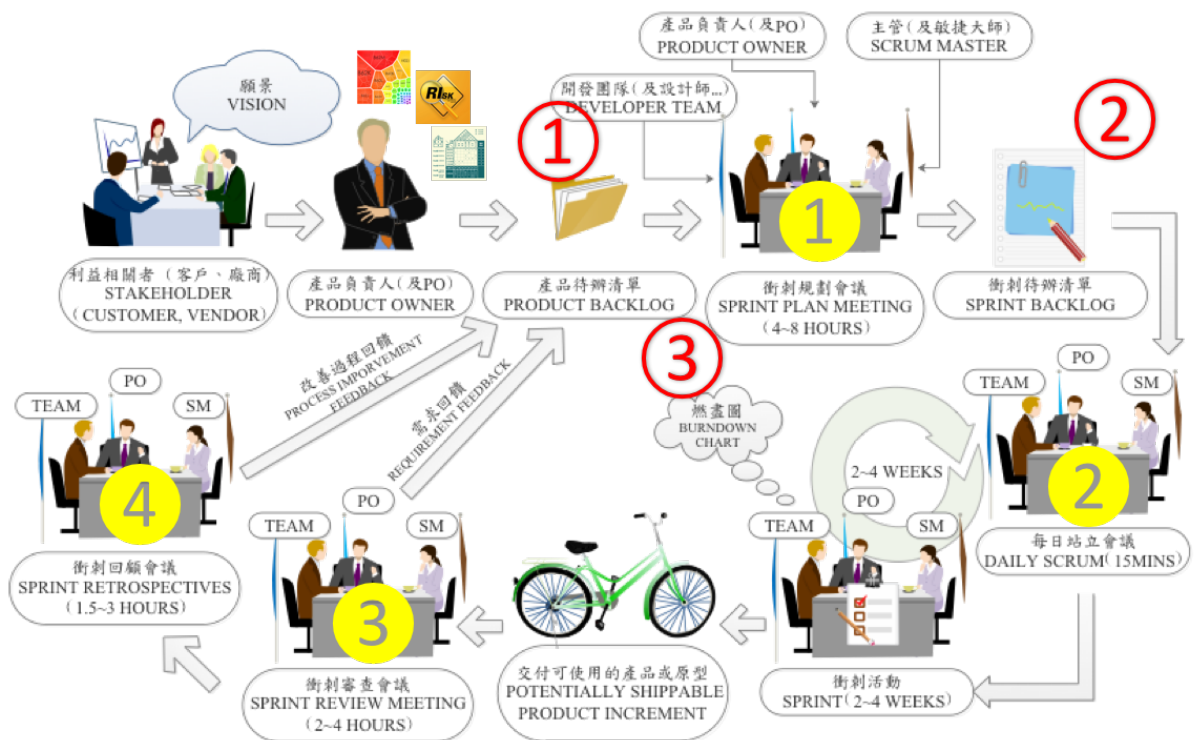 願景
VISION
RISK
產品負責人(及PO)
PRODUCT OWNER
主管(及敏捷大師)
SCRUM MASTER
開發團隊(及設計師...)
DEVELOPER TEAM
1
2
1
利益相關者 (客戶、廠商)
STAKEHOLDER
(CUSTOMER, VENDOR)
產品負責人(及PO)
PRODUCT OWNER
產品待辦清單
PRODUCT BACKLOG
衝刺規劃會議
SPRINT PLAN MEETING
(4~8 HOURS)
衝刺待辦清單
SPRINT BACKLOG
改善過程回饋
PROCESS IMPORVEMENT
FEEDBACK
需求回饋
REQUIREMENT FEEDBACK
3
燃盡圖
BURNDOWN
CHART
2~4 WEEKS
TEAM
PO
SM
4
衝刺回顧會議
SPRINT RETROSPECTIVES
(1.5~3 HOURS)
TEAM
PO
SM
3
衝刺審查會議
SPRINT REVIEW MEETING
(2~4 HOURS)
交付可使用的產品或原型
POTENTIALLY SHIPPABLE
PRODUCT INCREMENT
TEAM
PO
SM
衝刺活動
SPRINT(2~4 WEEKS)
TEAM
PO
SM
2
每日站立會議
DAILY SCRUM(15MINS)